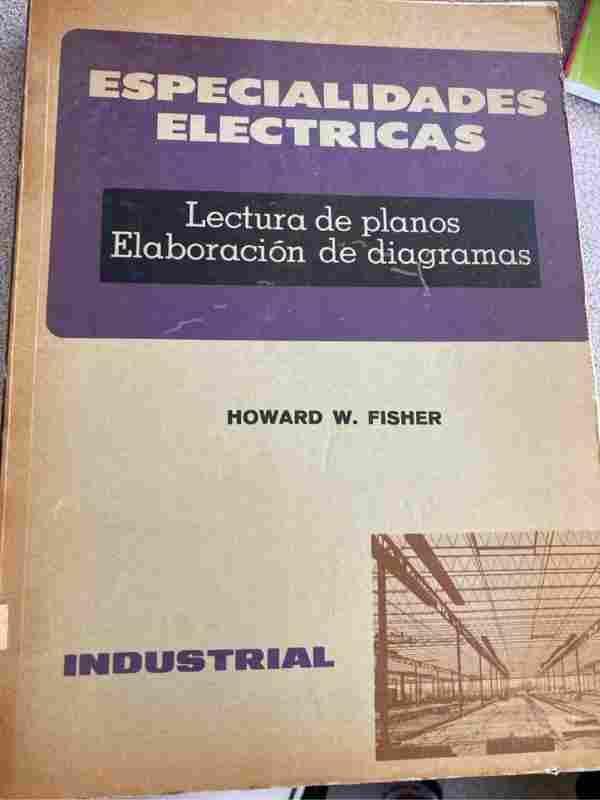 ESPECIALIDADES
ELECTRICAS
Lectura de planos
Elaboración de diagramas
HOWARD W. FISHER
INDUSTRIAL